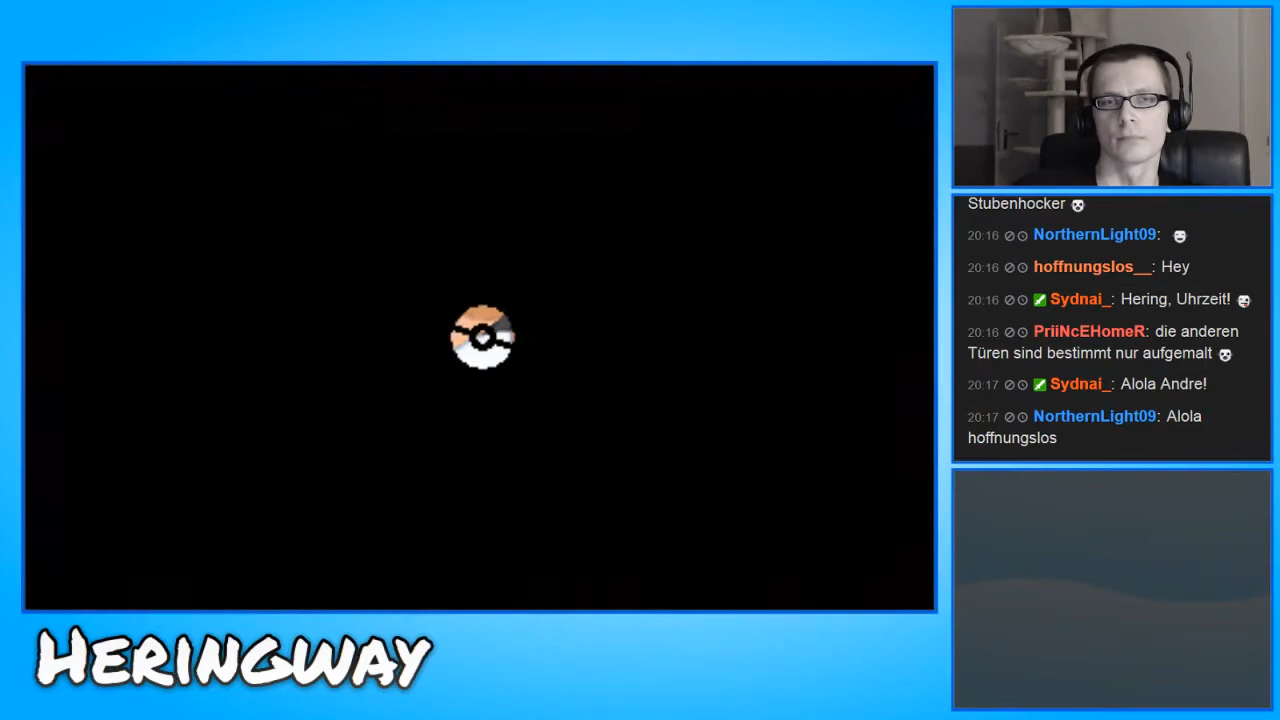 Stubenhocker
20:16 NorthernLight09:
20:16 hoffnungslos__: Hey
20:16 Sydnai_: Hering, Uhrzeit!
20:16 PriiNcEHomeR: die anderen
Türen sind bestimmt nur aufgemalt
20:17 Sydnai_: Alola Andre!
20:17 NorthernLight09: Alola
hoffnungslos
HERINGWAY